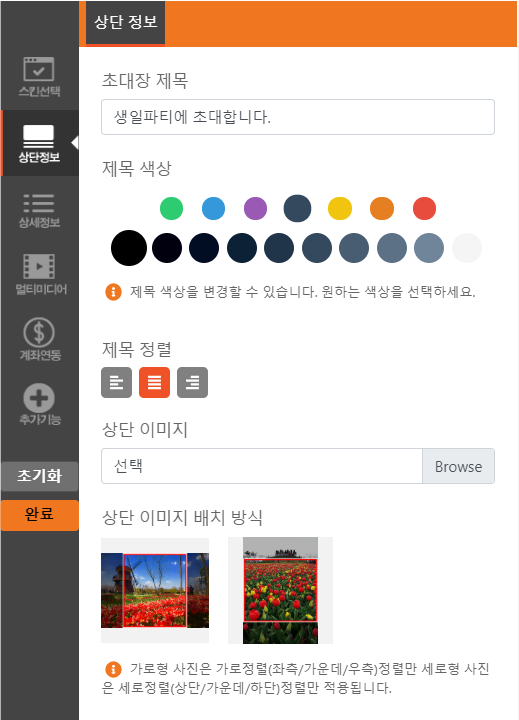 상단 정보
스킨선택
상단정보
상세정보
멀티미디어
계좌연동
추가기능
초기화
완료
초대장 제목
생일파티에 초대합니다.
제목 색상
제목 색상을 변경할 수 있습니다. 원하는 색상을 선택하세요.
제목 정렬
상단 이미지
선택
Browse
상단 이미지 배치 방식
가로형 사진은 가로정렬(좌측/가운데/우측)정렬만 세로형 사진
은 세로정렬(상단/가운데/하단)정렬만 적용됩니다.